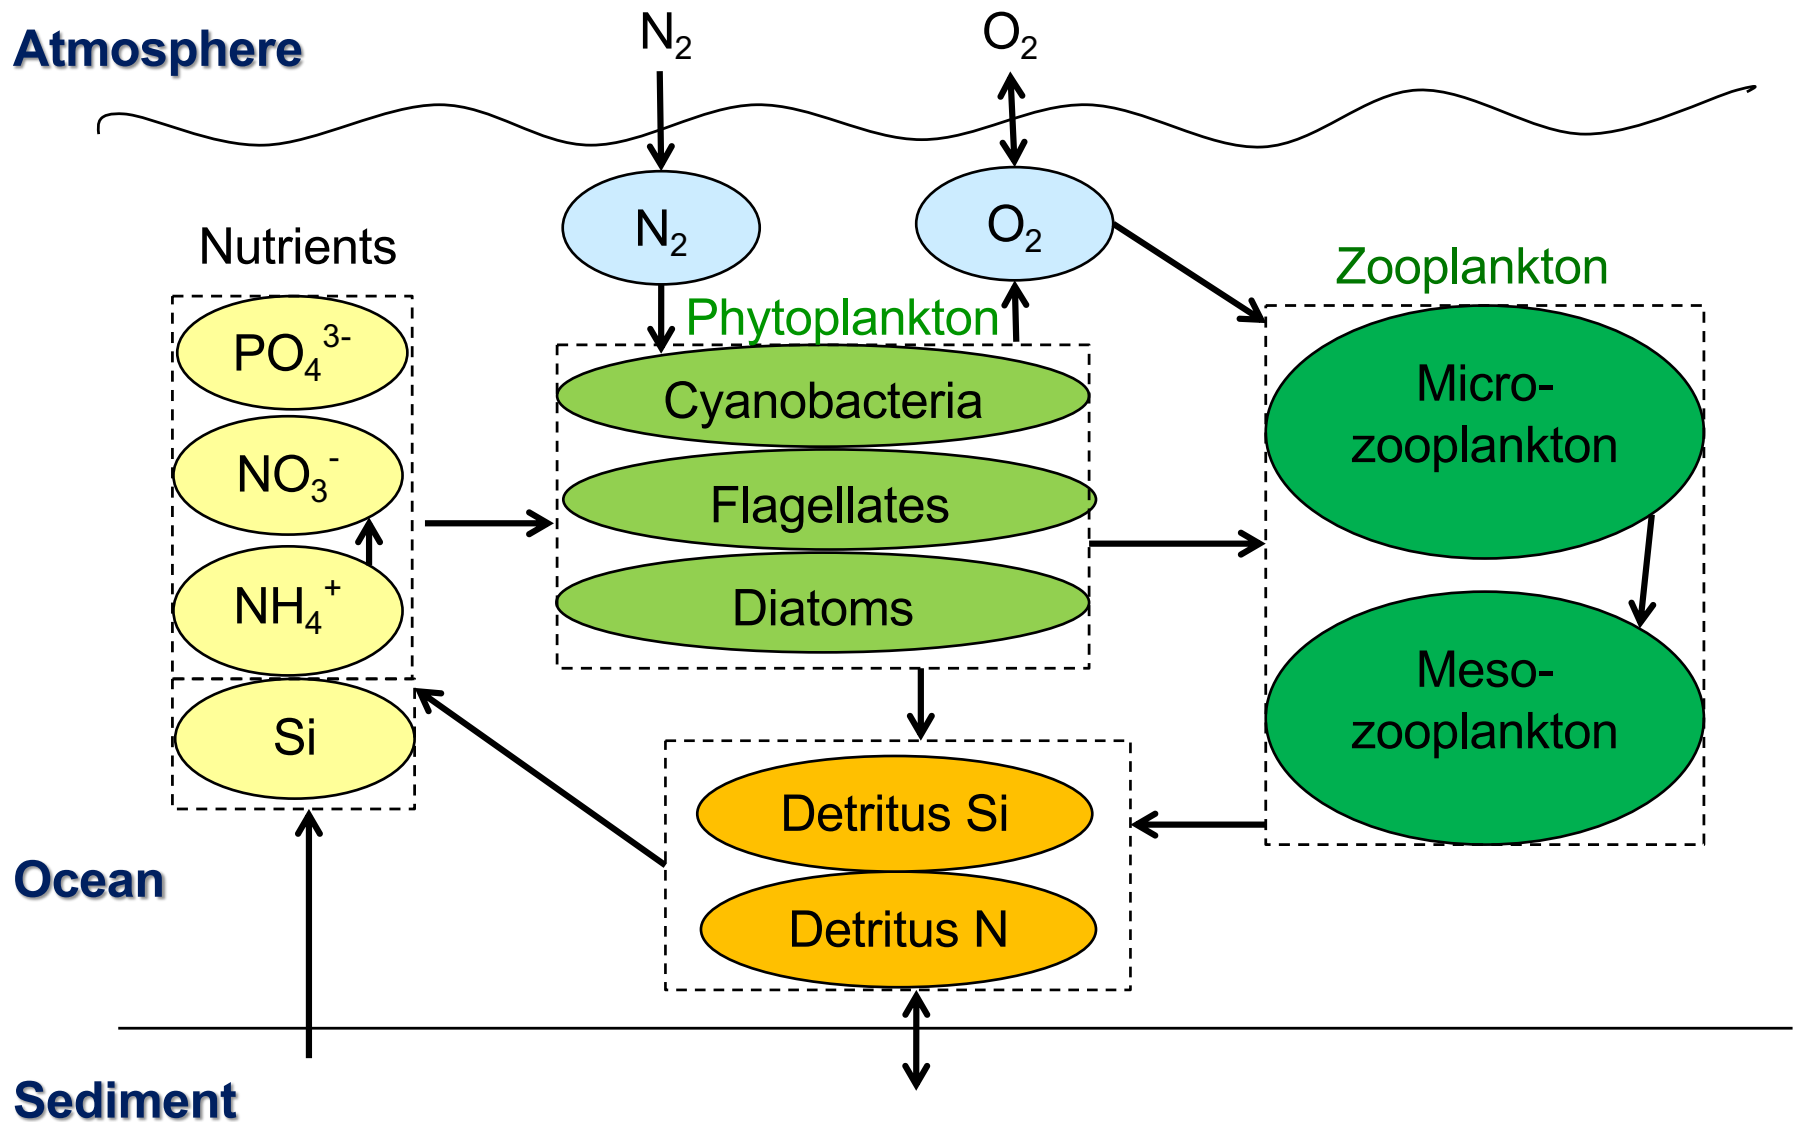 Atmosphere
N₂
O₂
N₂
O₂
Nutrients
Phytoplankton
Zooplankton
PO₄³⁻
NO₃⁻
NH₄⁺
Si
Cyanobacteria
Flagellates
Diatoms
Micro-
zooplankton
Meso-
zooplankton
Detritus Si
Detritus N
Ocean
Sediment